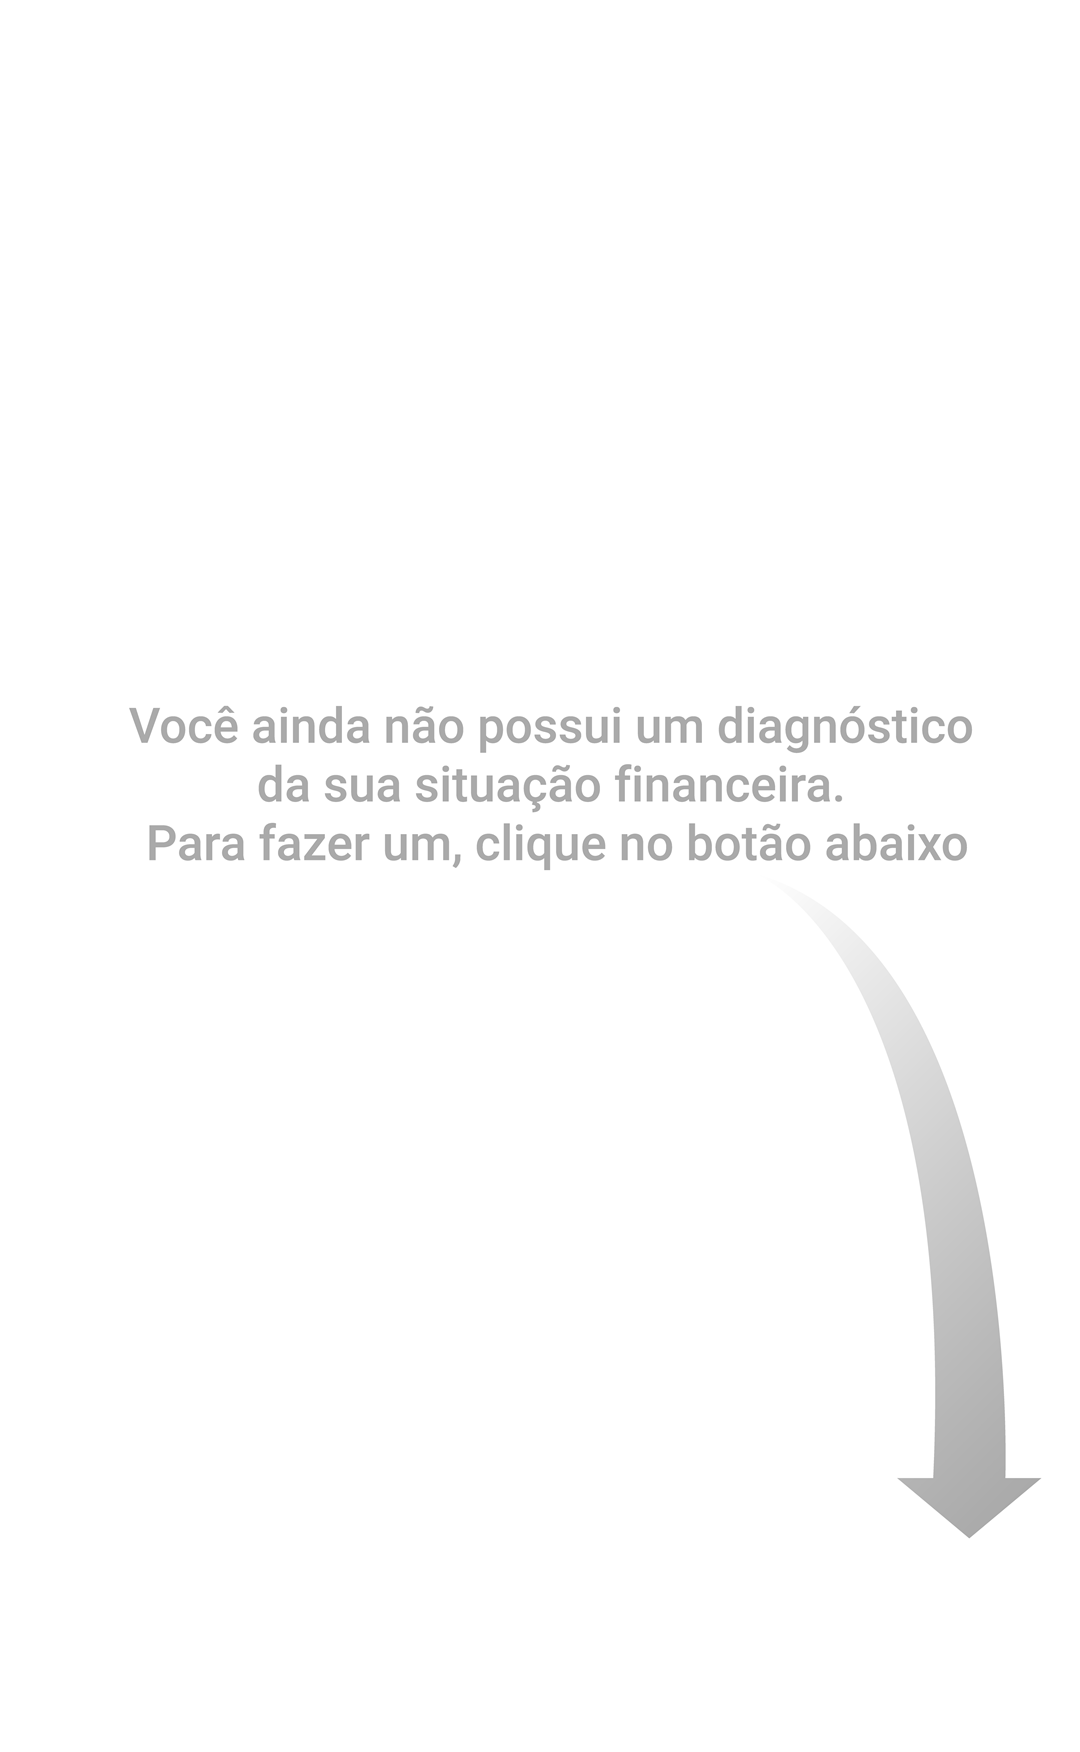 Você ainda não possui um diagnóstico
da sua situação financeira.
Para fazer um, clique no botão abaixo